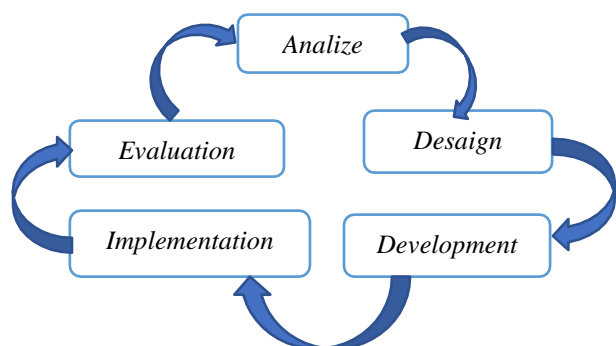 Analize
Desaign
Development
Implementation
Evaluation